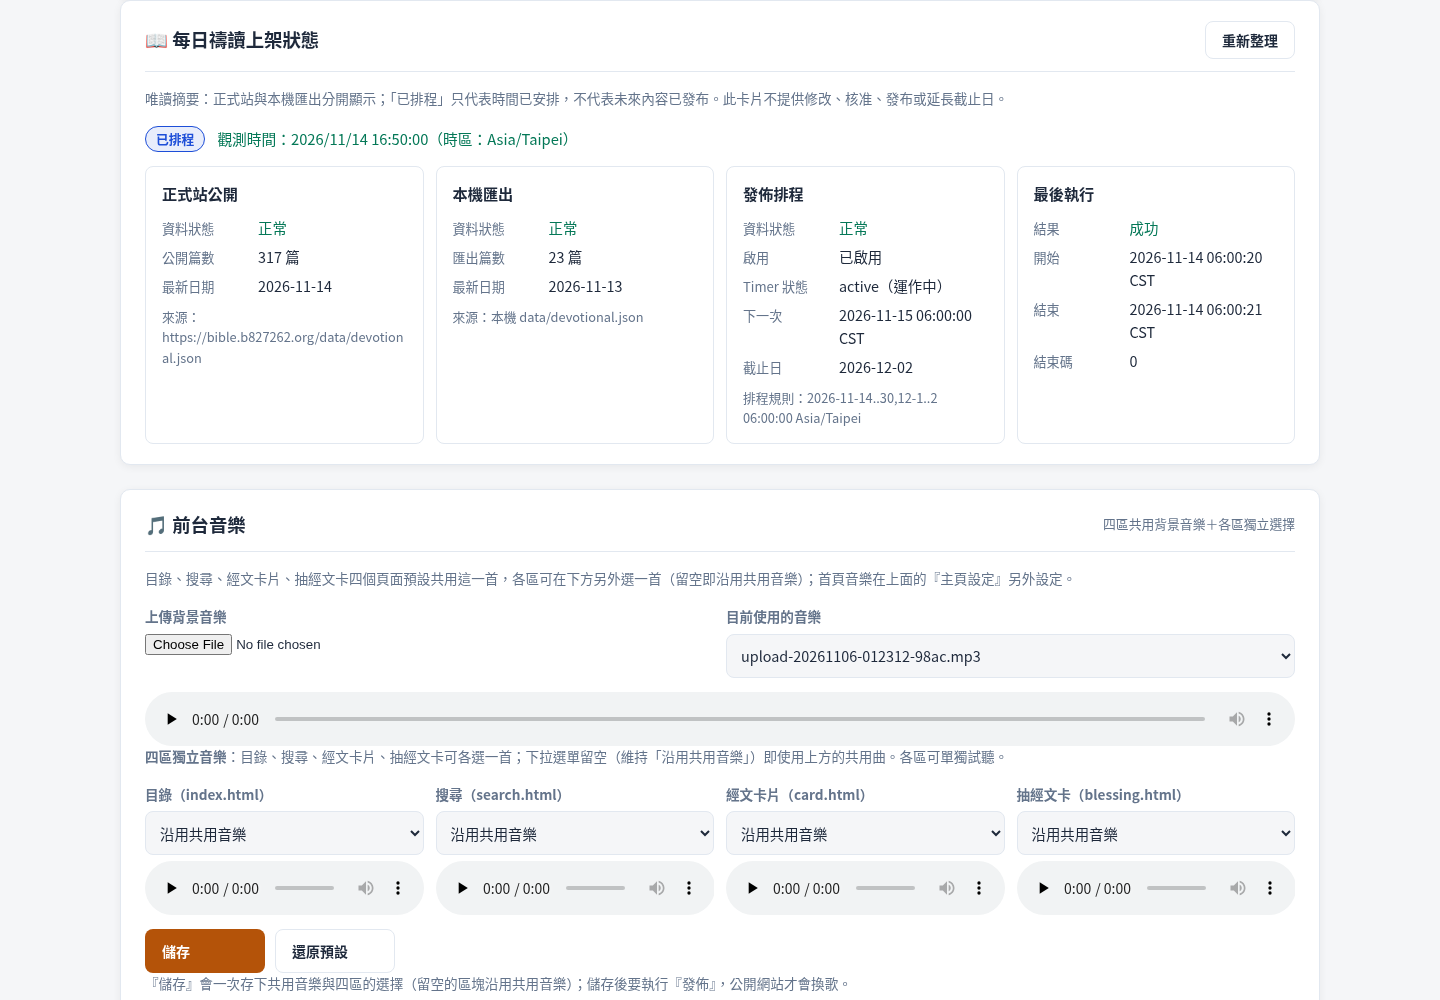 📖 每日禱讀上架狀態
重新整理
唯讀摘要：正式站與本機匯出分開顯示；「已排程」只代表時間已安排，不代表未來內容已發布。此卡片不提供修改、核准、發布或延長截止日。
已排程 觀測時間：2026/11/14 16:50:00（時區：Asia/Taipei）
正式站公開
資料狀態 正常
公開篇數 317 篇
最新日期 2026-11-14
來源：
https://bible.b827262.org/data/devotion
al.json
本機匯出
資料狀態 正常
匯出篇數 23 篇
最新日期 2026-11-13
來源：本機 data/devotional.json
發佈排程
資料狀態 正常
啟用 已啟用
Timer 狀態 active（運作中）
下一次 2026-11-15 06:00:00
CST
截止日 2026-12-02
排程規則：2026-11-14..30,12-1..2
06:00:00 Asia/Taipei
最後執行
結果 成功
開始 2026-11-14 06:00:20
CST
結束 2026-11-14 06:00:21
CST
結束碼 0
🎵 前台音樂
四區共用背景音樂＋各區獨立選擇
目錄、搜尋、經文卡片、抽經文卡四個頁面預設共用這一首，各區可在下方另外選一首（留空即沿用共用音樂）；首頁音樂在上面的『主頁設定』另外設定。
上傳背景音樂
Choose File No file chosen
目前使用的音樂
upload-20261106-012312-98ac.mp3
0:00 / 0:00
四區獨立音樂：目錄、搜尋、經文卡片、抽經文卡可各選一首；下拉選單留空（維持「沿用共用音樂」）即使用上方的共用曲。各區可單獨試聽。
目錄（index.html）
沿用共用音樂
0:00 / 0:00
搜尋（search.html）
沿用共用音樂
0:00 / 0:00
經文卡片（card.html）
沿用共用音樂
0:00 / 0:00
抽經文卡（blessing.html）
沿用共用音樂
0:00 / 0:00
儲存
還原預設
『儲存』會一次存下共用音樂與四區的選擇（留空的區塊沿用共用音樂）；儲存後要執行『發佈』，公開網站才會換歌。